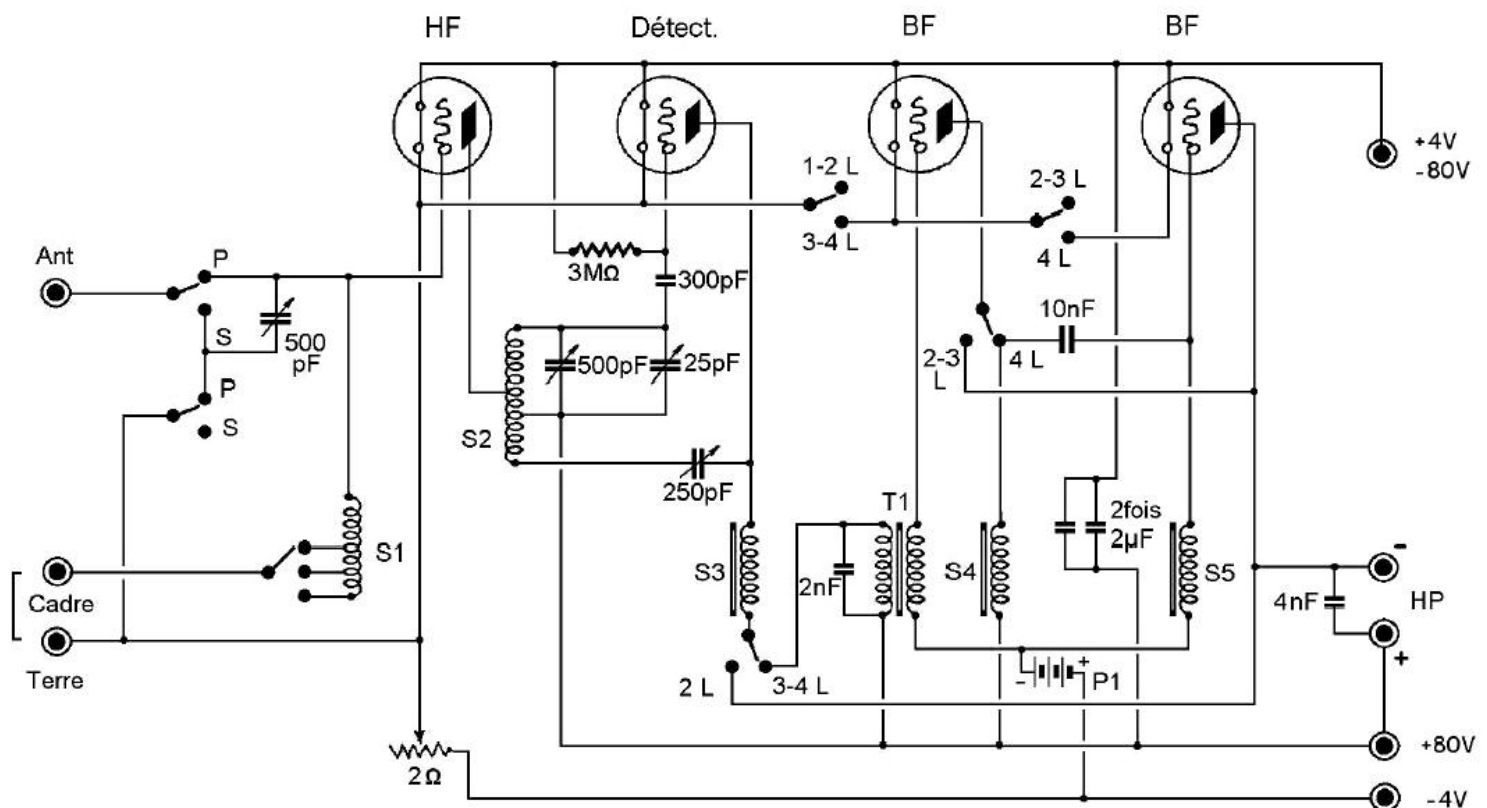 HF
Détect.
BF
BF
+4V
-80V
1-2 L
3-4 L
2-3 L
4 L
Ant
P
S
500
pF
P
S
3MΩ
300pF
500pF
25pF
S2
250pF
10nF
2-3
L
4 L
S1
Cadre
Terre
S3
2nF
T1
S4
2fois
2µF
S5
4nF
-
HP
+
2 L
3-4 L
-
+
P1
2Ω
+80V
-4V